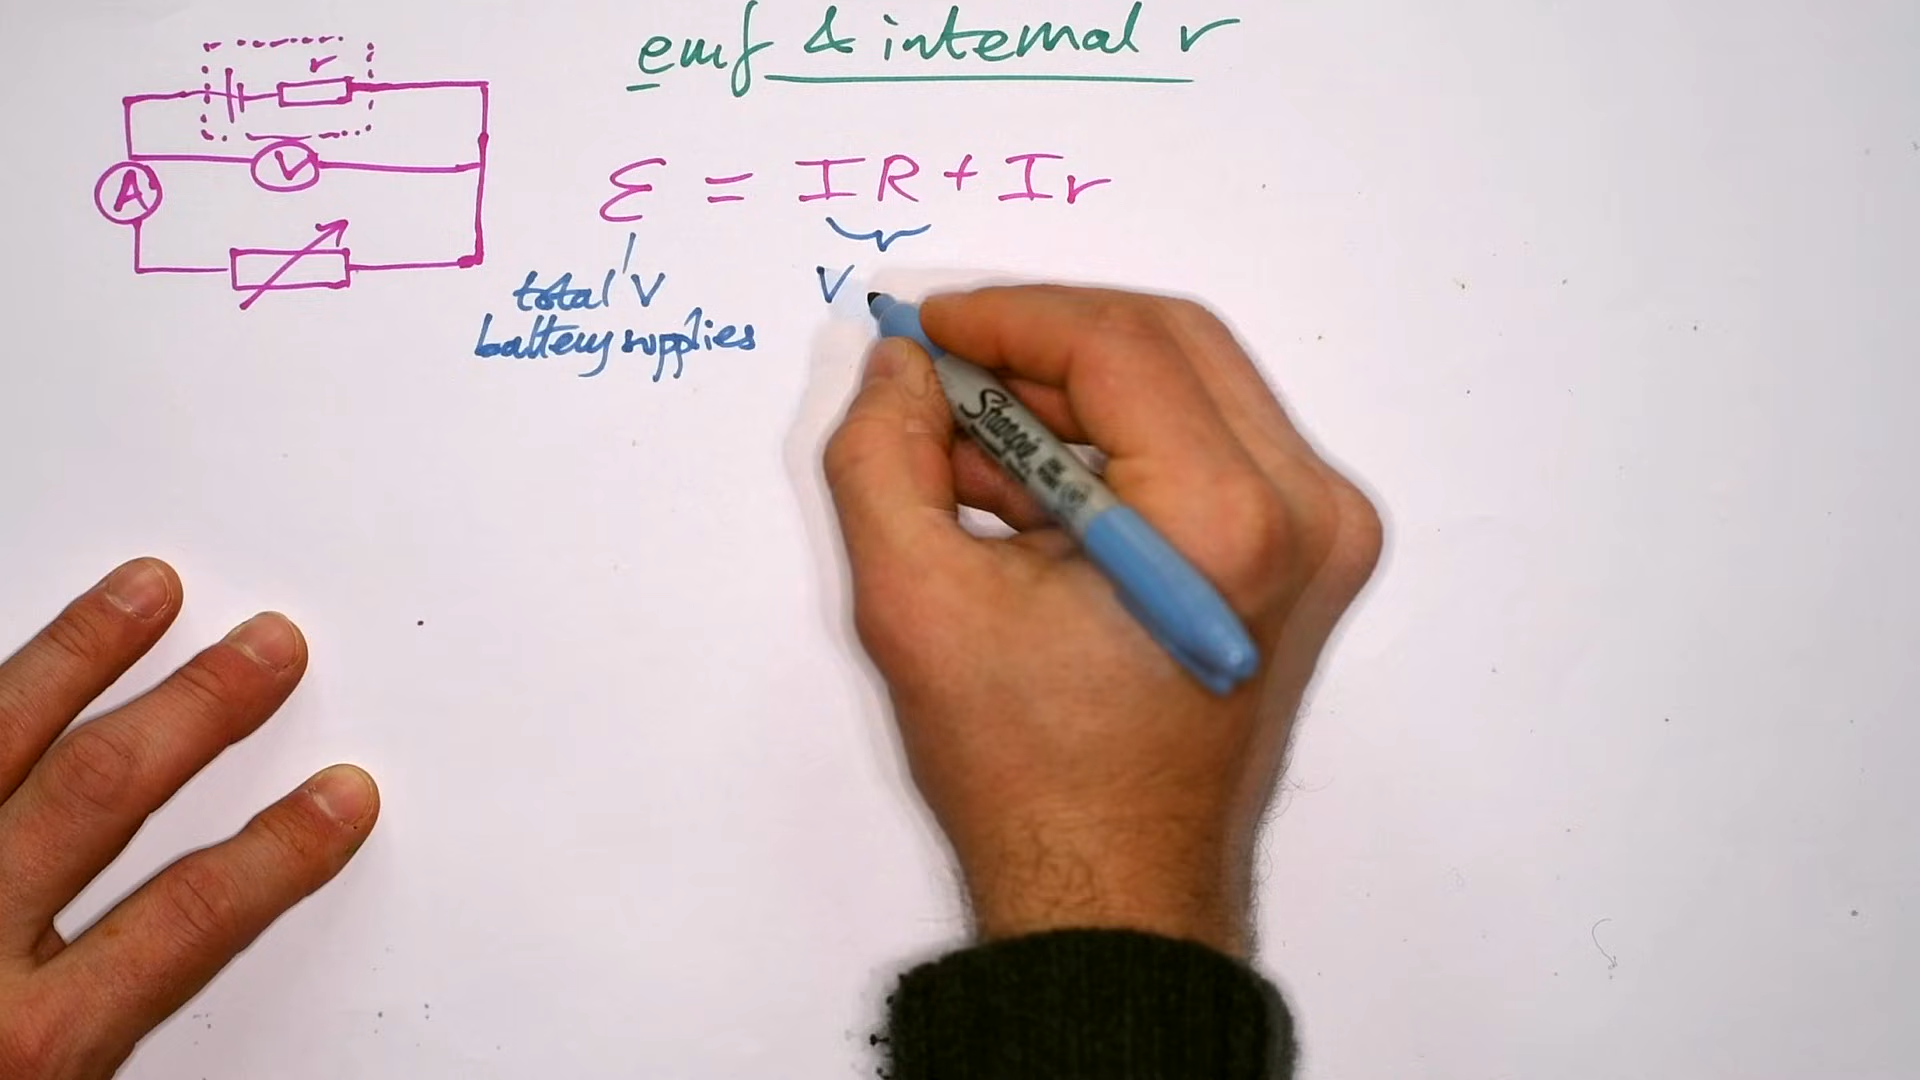 emf & internal r
r
V
A
Ɛ = IR + Ir
total V
battery supplies
V
Sharpie